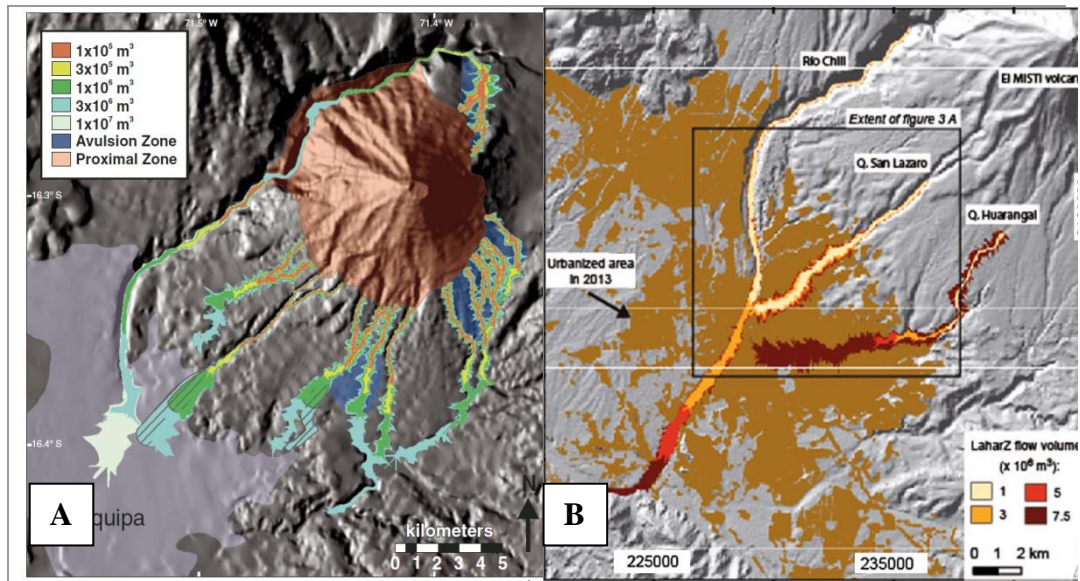 71.5° W
71.4° W
1x10⁵ m³
3x10⁵ m³
1x10⁶ m³
3x10⁶ m³
1x10⁷ m³
Avulsion Zone
Proximal Zone
-16.3° S
-16.4° S
A
quipa
N
kilometers
0 1 2 3 4 5
B
Río Chili
El MISTI volcan
Extent of figure 3 A
Q. San Lazaro
Q. Huarangal
Urbanized area
in 2013
LaharZ flow volume
(x 10⁶ m³):
1 5
3 7.5
0 1 2 km
225000
235000